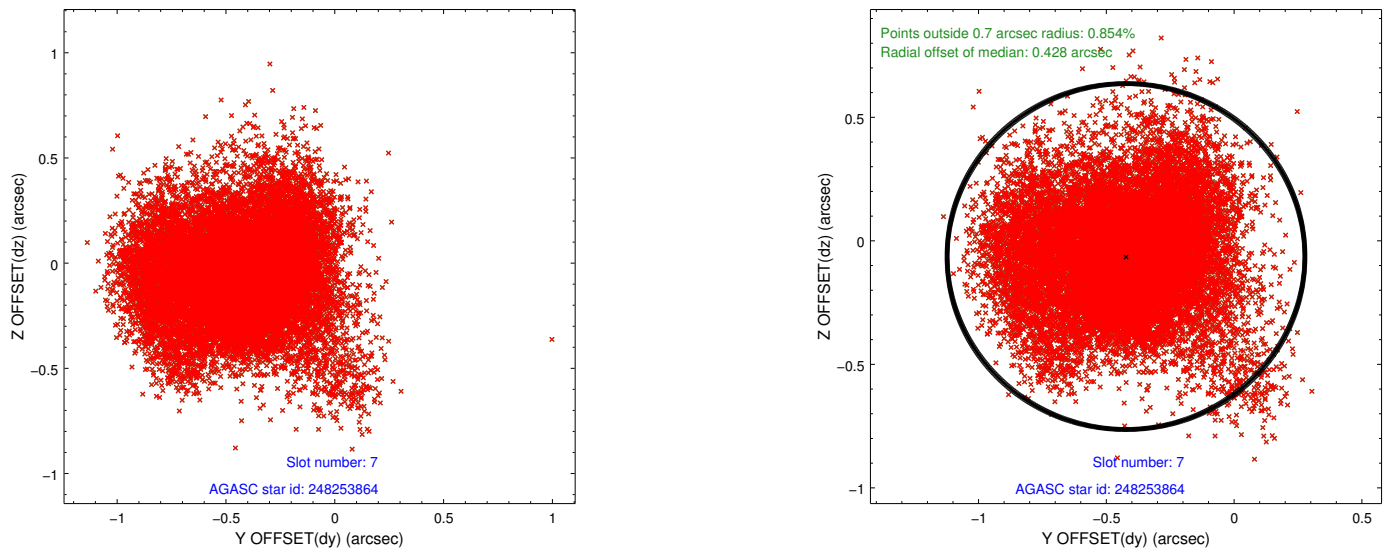 1
0.5
0
−0.5
−1
−1
−0.5
0
0.5
1
Z OFFSET(dz) (arcsec)
Y OFFSET(dy) (arcsec)
Slot number: 7
AGASC star id: 248253864
Points outside 0.7 arcsec radius: 0.854%
Radial offset of median: 0.428 arcsec
0.5
0
−0.5
−1
−1
−0.5
0
0.5
Z OFFSET(dz) (arcsec)
Y OFFSET(dy) (arcsec)
Slot number: 7
AGASC star id: 248253864